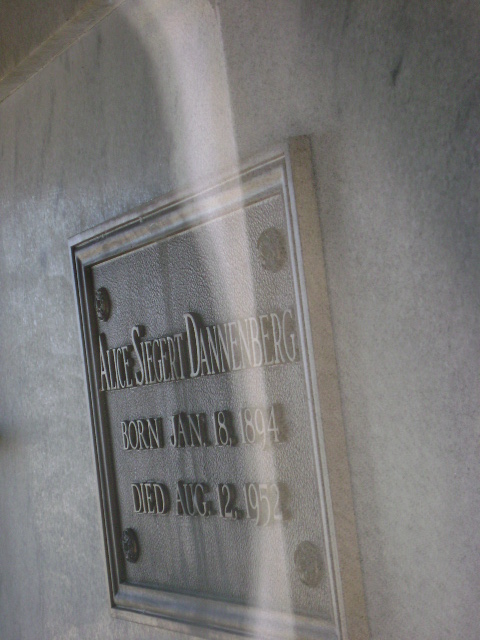 ALICE SIEGERT DANNENBERG
BORN JAN. 18, 1894
DIED AUG. 12, 1952